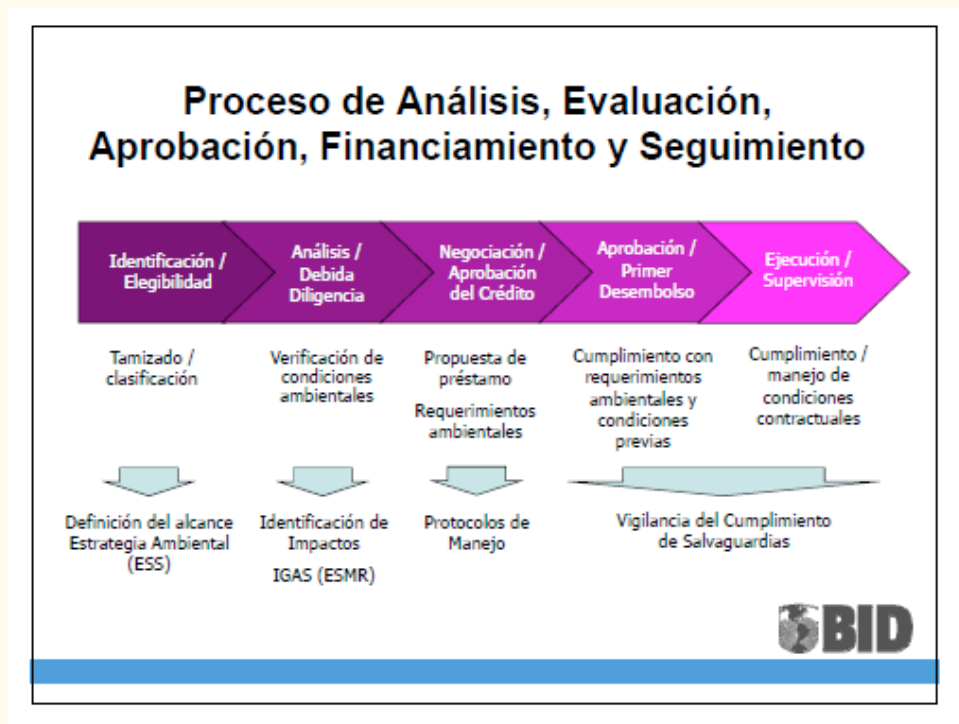 Proceso de Análisis, Evaluación,
Aprobación, Financiamiento y Seguimiento
Identificación /
Elegibilidad
Análisis /
Debida
Diligencia
Negociación /
Aprobación
del Crédito
Aprobación /
Primer
Desembolso
Ejecución /
Supervisión
Tamizado /
clasificación
Verificación de
condiciones
ambientales
Propuesta de
préstamo
Requerimientos
ambientales
Cumplimiento con
requerimientos
ambientales y
condiciones
previas
Cumplimiento /
manejo de
condiciones
contractuales
Definición del alcance
Estrategia Ambiental
(ESS)
Identificación de
Impactos
IGAS (ESMR)
Protocolos de
Manejo
Vigilancia del Cumplimiento
de Salvaguardias
BID